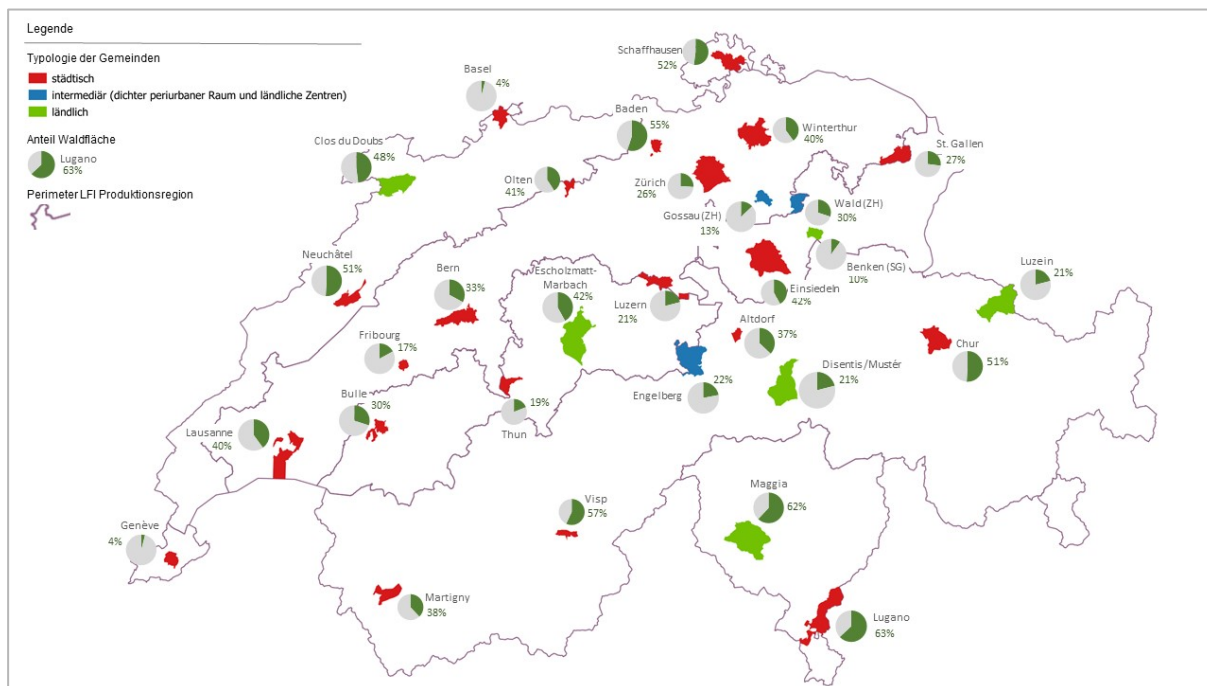 Legende
Typologie der Gemeinden
städtisch
intermediär (dichter periurbaner Raum und ländliche Zentren)
ländlich
Anteil Waldfläche
Lugano
63%
Perimeter LFI Produktionsregion
Schaffhausen
52%
Basel
4%
Baden
55%
Winterthur
40%
Clos du Doubs
48%
St. Gallen
27%
Olten
41%
Zürich
26%
Gossau (ZH)
13%
Wald (ZH)
30%
Benken (SG)
10%
Neuchâtel
51%
Bern
33%
Escholzmatt-
Marbach
42%
Luzern
21%
Einsiedeln
42%
Luzein
21%
Altdorf
37%
Chur
51%
Fribourg
17%
Disentis/Mustér
21%
Engelberg
22%
Bulle
30%
Thun
19%
Lausanne
40%
Visp
57%
Maggia
62%
Genève
4%
Martigny
38%
Lugano
63%